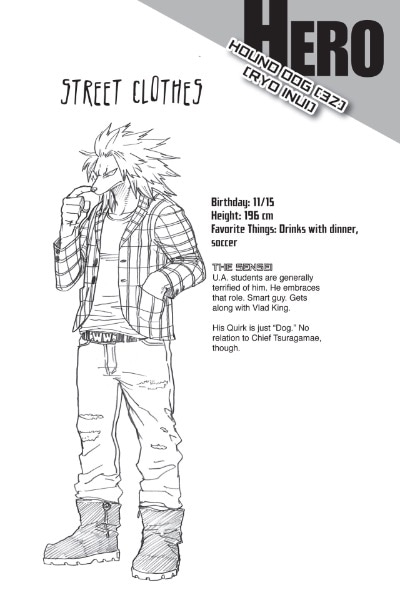 HERO
HOUND DOG (32)
(RYO INUI)
STREET CLOTHES
Birthday: 11/15
Height: 196 cm
Favorite Things: Drinks with dinner,
soccer
THE SENSEI
U.A. students are generally
terrified of him. He embraces
that role. Smart guy. Gets
along with Vlad King.
His Quirk is just “Dog.” No
relation to Chief Tsuragamae,
though.